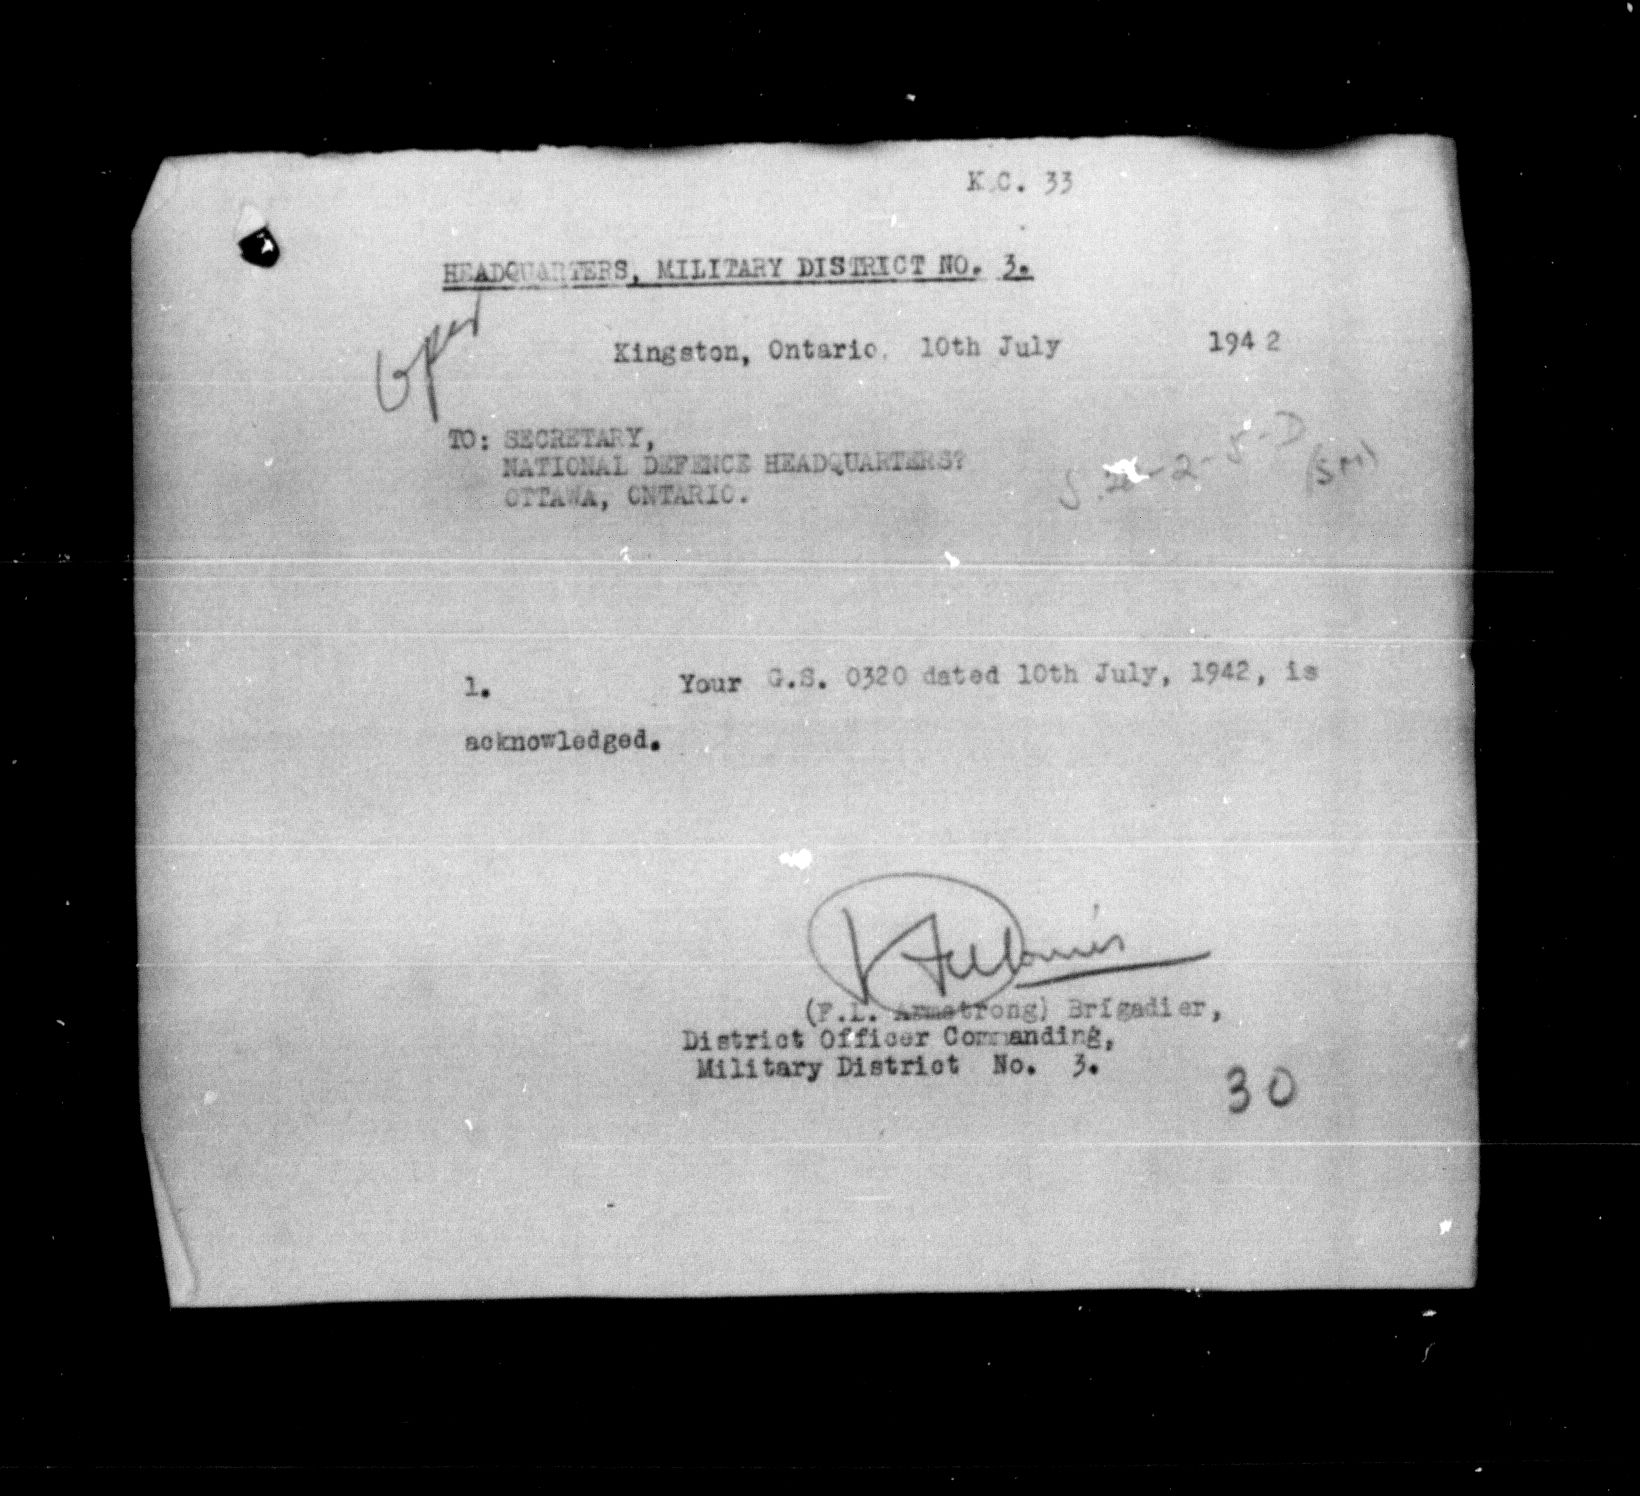 K.C. 33
HEADQUARTERS, MILITARY DISTRICT NO. 3.
Kingston, Ontario, 10th July 1942
TO: SECRETARY,
NATIONAL DEFENCE HEADQUARTERS?
OTTAWA, ONTARIO.
(SM)
1. Your G.S. 0320 dated 10th July, 1942, is
acknowledged.
(F.L. Armstrong) Brigadier,
District Officer Commanding,
Military District No. 3.
30